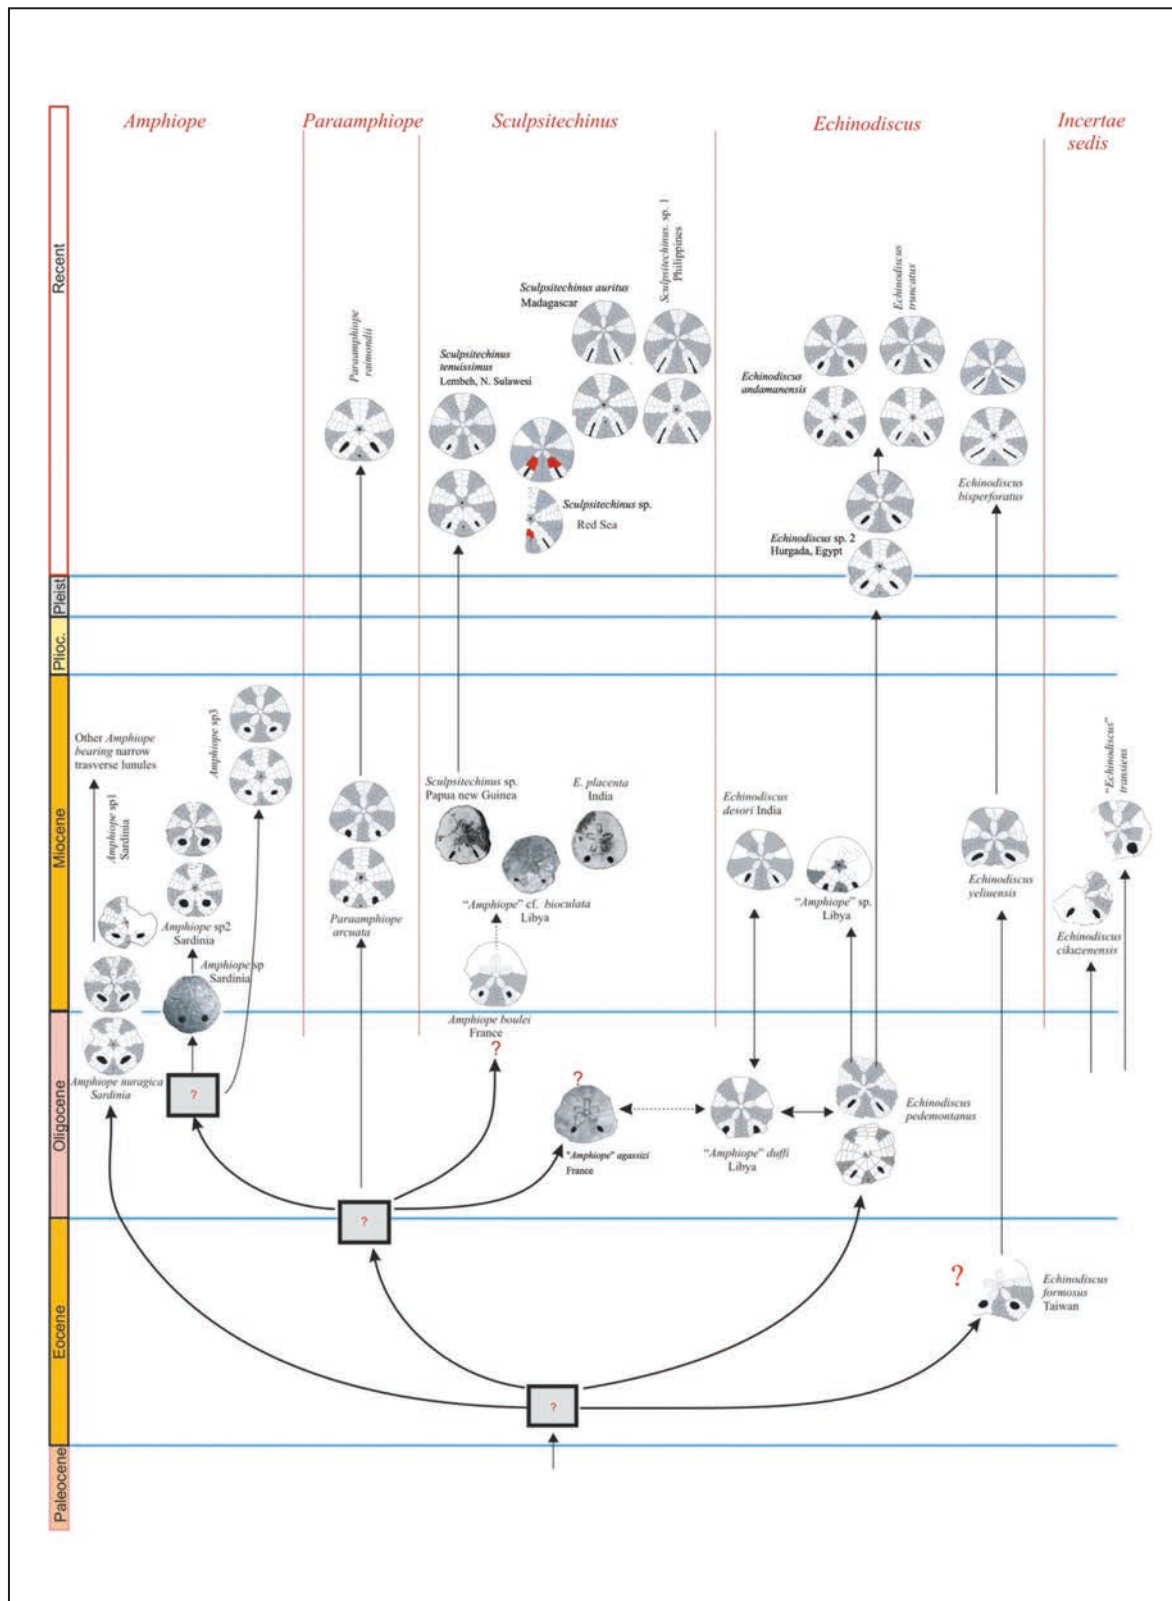 Amphiope
Paraamphiope
Sculpsitechinus
Echinodiscus
Incertae
sedis
Recent
Pleist
Plioc.
Miocene
Oligocene
Eocene
Paleocene
Paraamphiope
raimondii
Sculpsitechinus
tenuissimus
Lembeh, N. Sulawesi
Sculpsitechinus auritus
Madagascar
Sculpsitechinus. sp. 1
Philippines
Sculpsitechinus sp.
Red Sea
Echinodiscus
andamanensis
Echinodiscus
truncatus
Echinodiscus
bisperforatus
Echinodiscus sp. 2
Hurgada, Egypt
Other Amphiope
bearing narrow
trasverse lunules
Amphiope sp1
Sardinia
Amphiope sp3
Amphiope sp2
Sardinia
Amphiope sp
Sardinia
Amphiope nuragica
Sardinia
Paraamphiope
arcuata
Sculpsitechinus sp.
Papua new Guinea
E. placenta
India
"Amphiope" cf. bioculata
Libya
Amphiope boulei
France
?
Echinodiscus
desori India
"Amphiope" sp.
Libya
Echinodiscus
yeliuensis
"Echinodiscus"
transiens
Echinodiscus
cikuzenensis
?
?
"Amphiope" agassizi
France
"Amphiope" duffi
Libya
Echinodiscus
pedemontanus
?
?
Echinodiscus
formosus
Taiwan
?